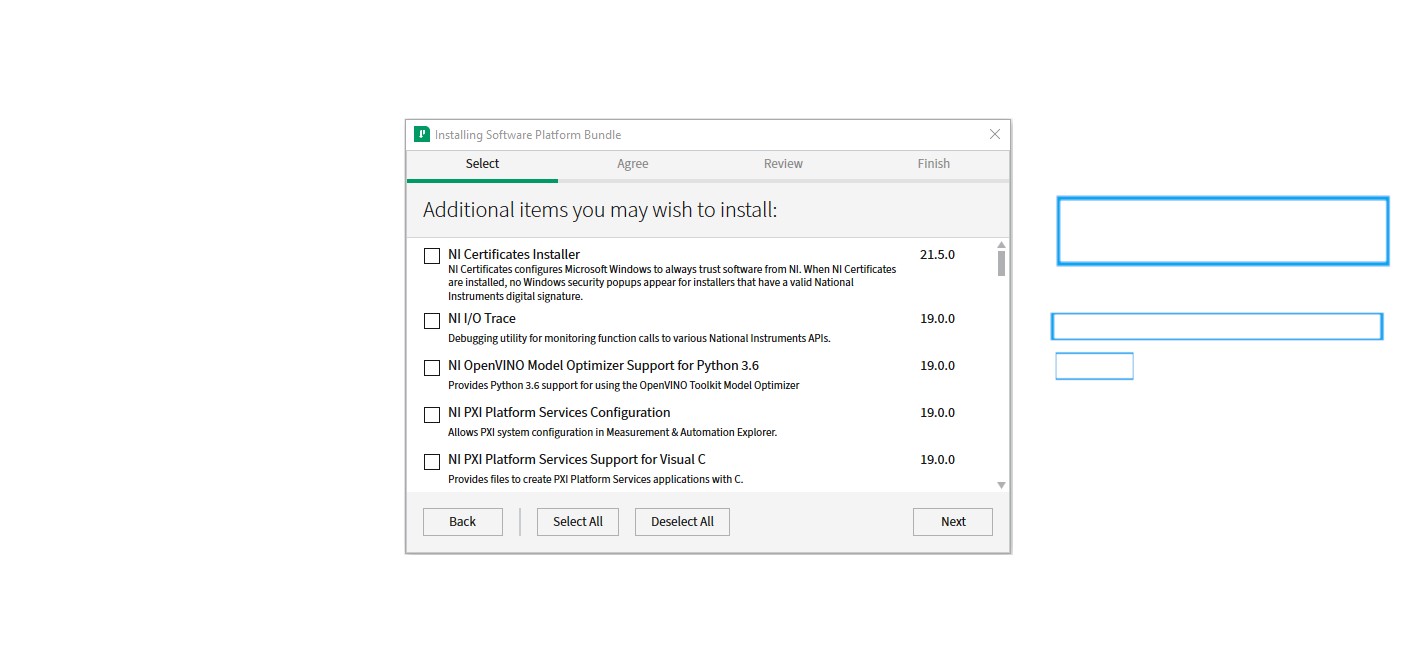 Installing Software Platform Bundle
Select Agree Review Finish
Additional items you may wish to install:
NI Certificates Installer 21.5.0
NI Certificates configures Microsoft Windows to always trust software from NI. When NI Certificates
are installed, no Windows security popups appear for installers that have a valid National
Instruments digital signature.
NI I/O Trace 19.0.0
Debugging utility for monitoring function calls to various National Instruments APIs.
NI OpenVINO Model Optimizer Support for Python 3.6 19.0.0
Provides Python 3.6 support for using the OpenVINO Toolkit Model Optimizer
NI PXI Platform Services Configuration 19.0.0
Allows PXI system configuration in Measurement & Automation Explorer.
NI PXI Platform Services Support for Visual C 19.0.0
Provides files to create PXI Platform Services applications with C.
Back Select All Deselect All Next